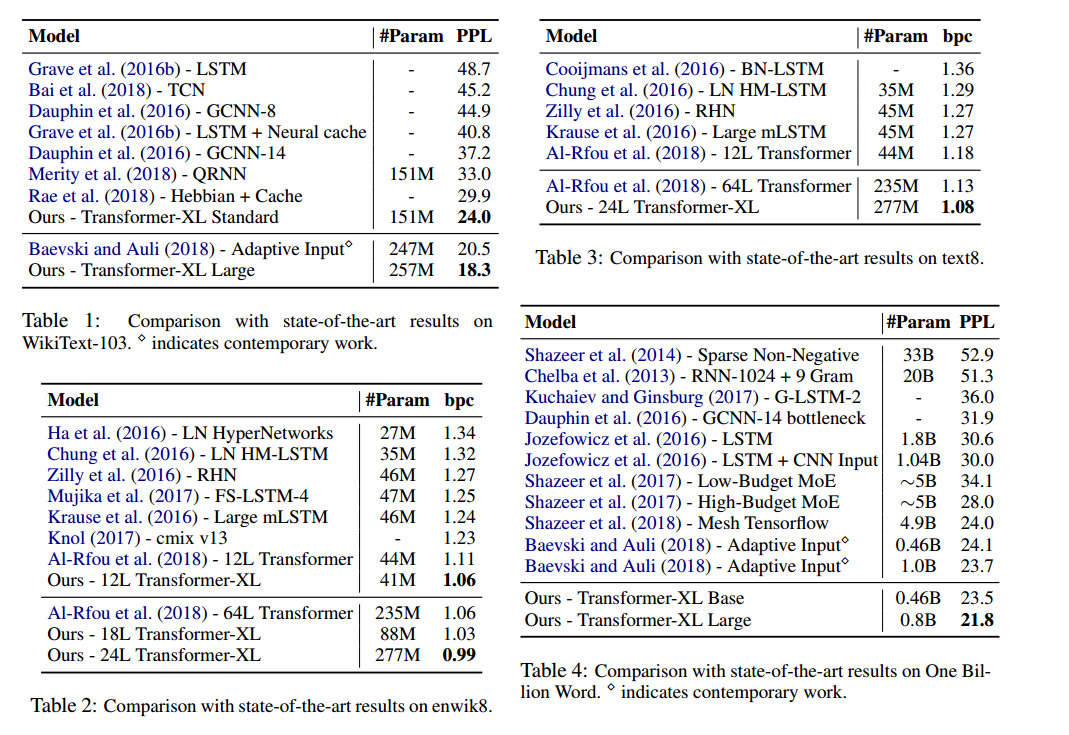 Model #Param PPL
Grave et al. (2016b) - LSTM - 48.7
Bai et al. (2018) - TCN - 45.2
Dauphin et al. (2016) - GCNN-8 - 44.9
Grave et al. (2016b) - LSTM + Neural cache - 40.8
Dauphin et al. (2016) - GCNN-14 - 37.2
Merity et al. (2018) - QRNN 151M 33.0
Rae et al. (2018) - Hebbian + Cache - 29.9
Ours - Transformer-XL Standard 151M 24.0
Baevski and Auli (2018) - Adaptive Input⋄ 247M 20.5
Ours - Transformer-XL Large 257M 18.3
Table 1: Comparison with state-of-the-art results on
WikiText-103. ⋄ indicates contemporary work.
Model #Param bpc
Ha et al. (2016) - LN HyperNetworks 27M 1.34
Chung et al. (2016) - LN HM-LSTM 35M 1.32
Zilly et al. (2016) - RHN 46M 1.27
Mujika et al. (2017) - FS-LSTM-4 47M 1.25
Krause et al. (2016) - Large mLSTM 46M 1.24
Knol (2017) - cmix v13 - 1.23
Al-Rfou et al. (2018) - 12L Transformer 44M 1.11
Ours - 12L Transformer-XL 41M 1.06
Al-Rfou et al. (2018) - 64L Transformer 235M 1.06
Ours - 18L Transformer-XL 88M 1.03
Ours - 24L Transformer-XL 277M 0.99
Table 2: Comparison with state-of-the-art results on enwik8.
Model #Param bpc
Cooijmans et al. (2016) - BN-LSTM - 1.36
Chung et al. (2016) - LN HM-LSTM 35M 1.29
Zilly et al. (2016) - RHN 45M 1.27
Krause et al. (2016) - Large mLSTM 45M 1.27
Al-Rfou et al. (2018) - 12L Transformer 44M 1.18
Al-Rfou et al. (2018) - 64L Transformer 235M 1.13
Ours - 24L Transformer-XL 277M 1.08
Table 3: Comparison with state-of-the-art results on text8.
Model #Param PPL
Shazeer et al. (2014) - Sparse Non-Negative 33B 52.9
Chelba et al. (2013) - RNN-1024 + 9 Gram 20B 51.3
Kuchaiev and Ginsburg (2017) - G-LSTM-2 - 36.0
Dauphin et al. (2016) - GCNN-14 bottleneck - 31.9
Jozefowicz et al. (2016) - LSTM 1.8B 30.6
Jozefowicz et al. (2016) - LSTM + CNN Input 1.04B 30.0
Shazeer et al. (2017) - Low-Budget MoE ∼5B 34.1
Shazeer et al. (2017) - High-Budget MoE ∼5B 28.0
Shazeer et al. (2018) - Mesh Tensorflow 4.9B 24.0
Baevski and Auli (2018) - Adaptive Input⋄ 0.46B 24.1
Baevski and Auli (2018) - Adaptive Input⋄ 1.0B 23.7
Ours - Transformer-XL Base 0.46B 23.5
Ours - Transformer-XL Large 0.8B 21.8
Table 4: Comparison with state-of-the-art results on One Bil-
lion Word. ⋄ indicates contemporary work.